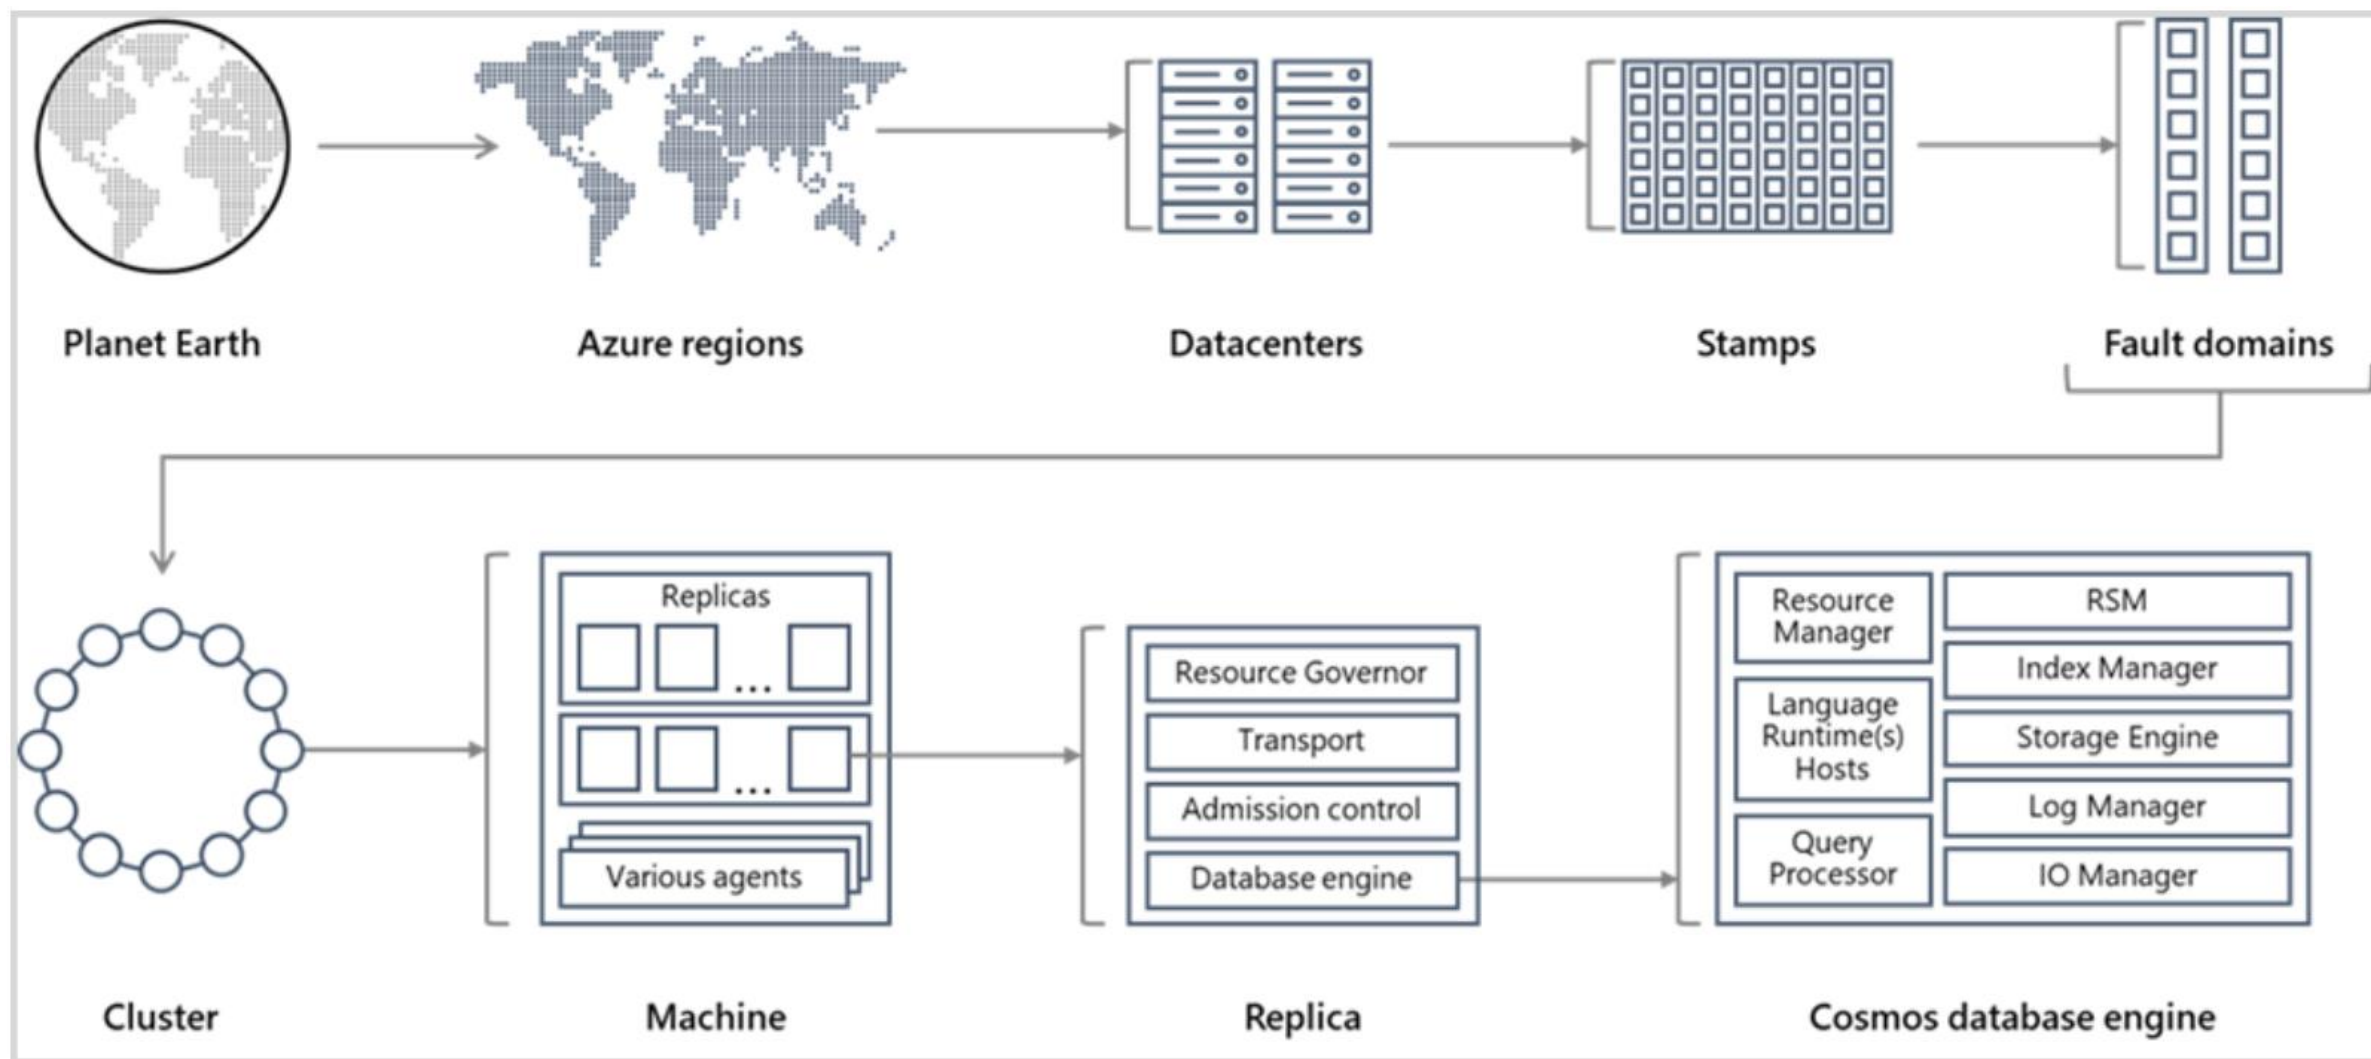 Planet Earth
Azure regions
Datacenters
Stamps
Fault domains
Replicas
...
...
Various agents
Resource Governor
Transport
Admission control
Database engine
Resource
Manager
Language
Runtime(s)
Hosts
Query
Processor
RSM
Index Manager
Storage Engine
Log Manager
IO Manager
Cluster
Machine
Replica
Cosmos database engine